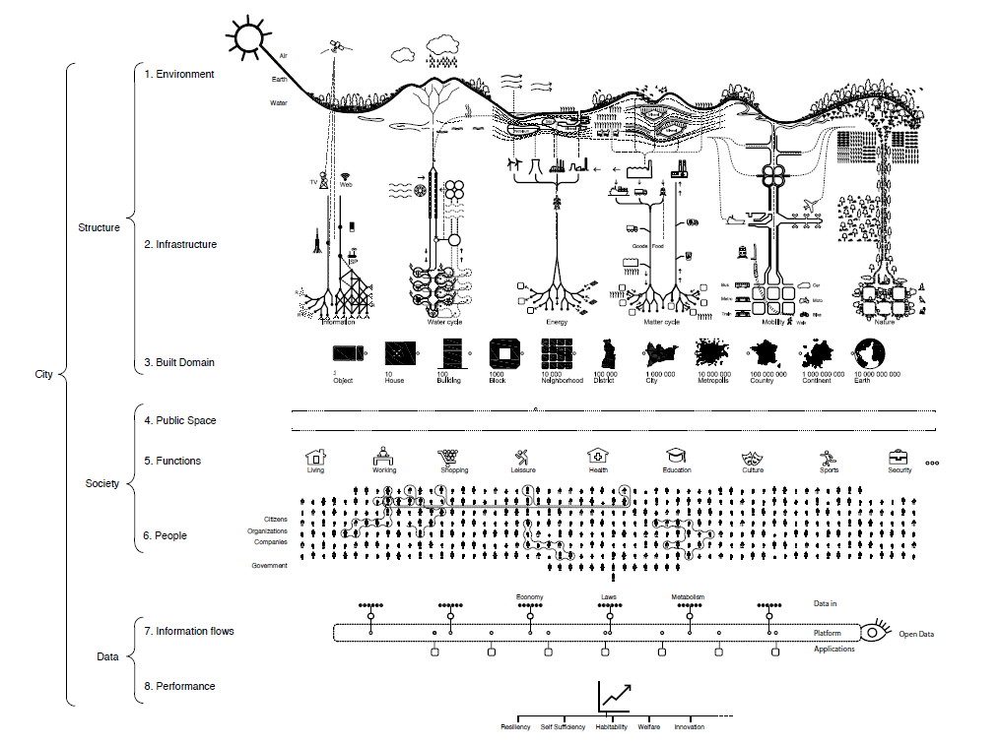 Air
1. Environment
Earth
Water
TV
Web
Structure
2. Infrastructure
Goods
Food
ISP
Bus
Car
Metro
Moto
Train
Bike
Walk
Information
Water cycle
Energy
Matter cycle
Mobility
Nature
3. Built Domain
1
Object
10
House
100
Building
1000
Block
10 000
Neighborhood
100 000
District
1 000 000
City
10 000 000
Metropolis
100 000 000
Country
1 000 000 000
Continent
10 000 000 000
Earth
City
4. Public Space
Society
5. Functions
Living
Working
Shopping
Leissure
Health
Education
Culture
Sports
Security
Citizens
Organizations
6. People
Companies
Government
Economy
Laws
Metabolism
Data in
7. Information flows
Platform
Open Data
Applications
Data
8. Performance
Resiliency
Self Sufficiency
Habitability
Welfare
Innovation